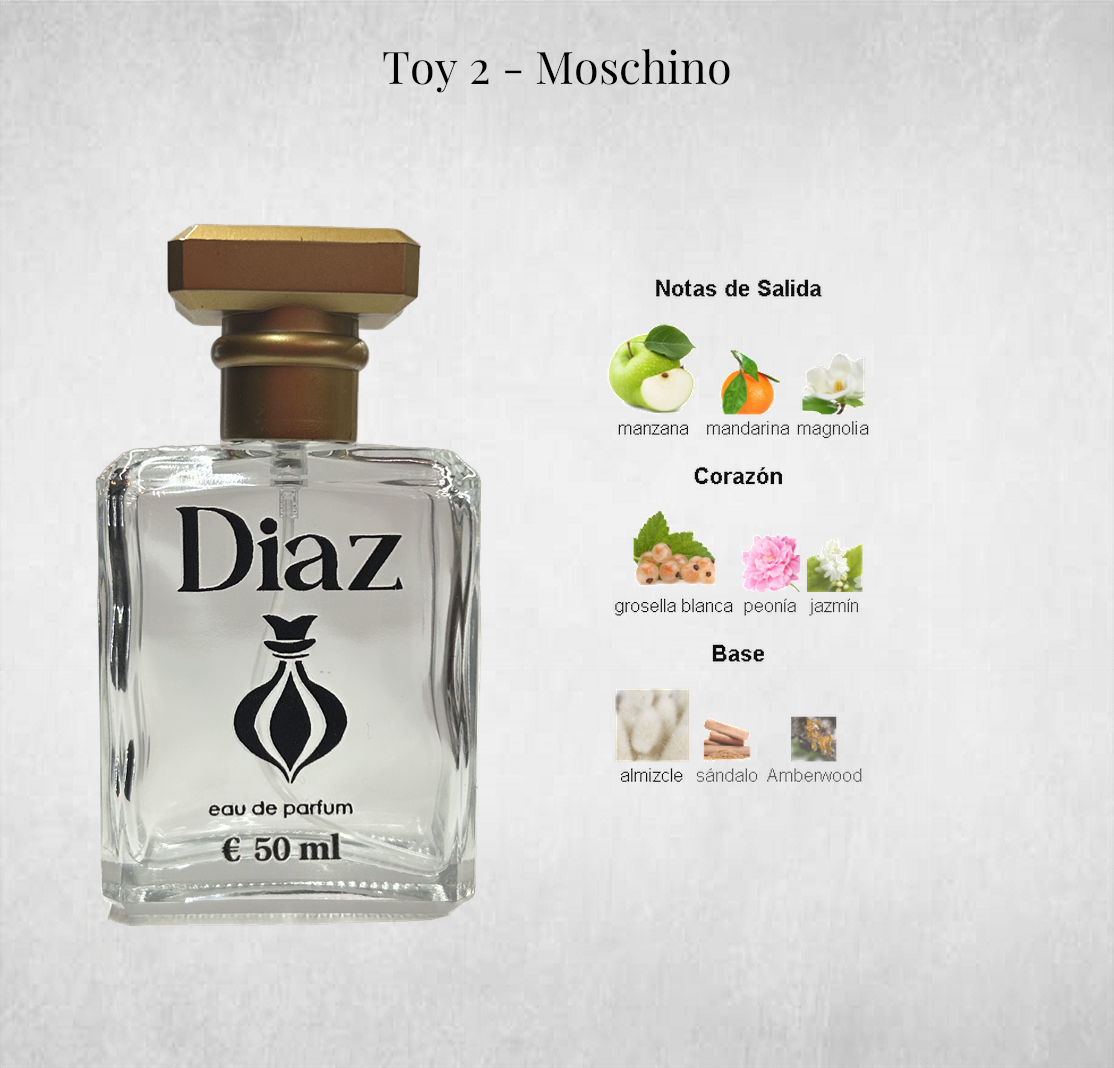 Toy 2 - Moschino
Diaz
eau de parfum
€ 50 ml
Notas de Salida
manzana mandarina magnolia
Corazón
grosella blanca peonía jazmín
Base
almizcle sándalo Amberwood